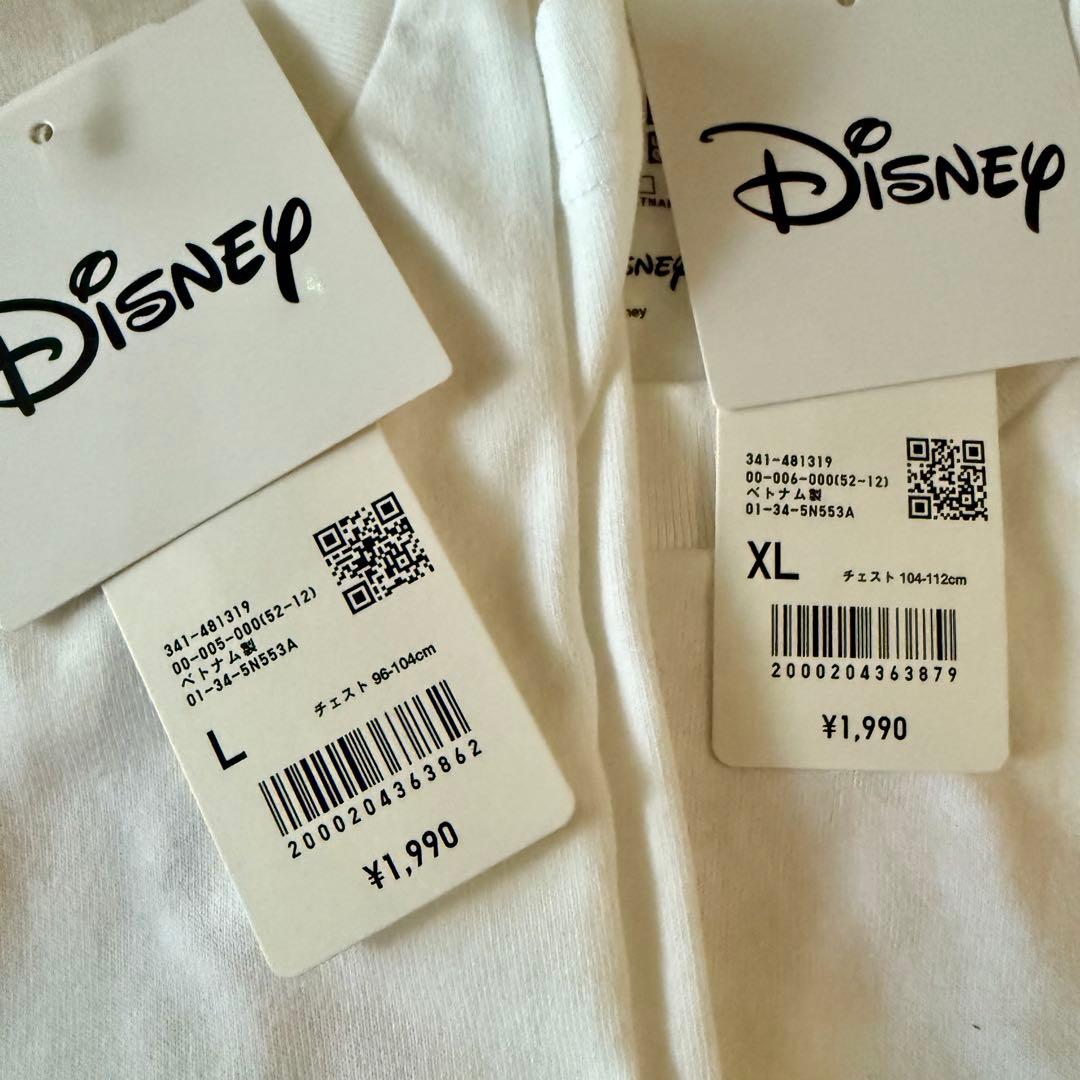 DISNEY
341-481319
00-005-000(52-12)
ベトナム製
01-34-5N553A
L
チェスト 96-104cm
2000204363862
¥1,990
DISNEY
341-481319
00-006-000(52-12)
ベトナム製
01-34-5N553A
XL
チェスト 104-112cm
2000204363879
¥1,990